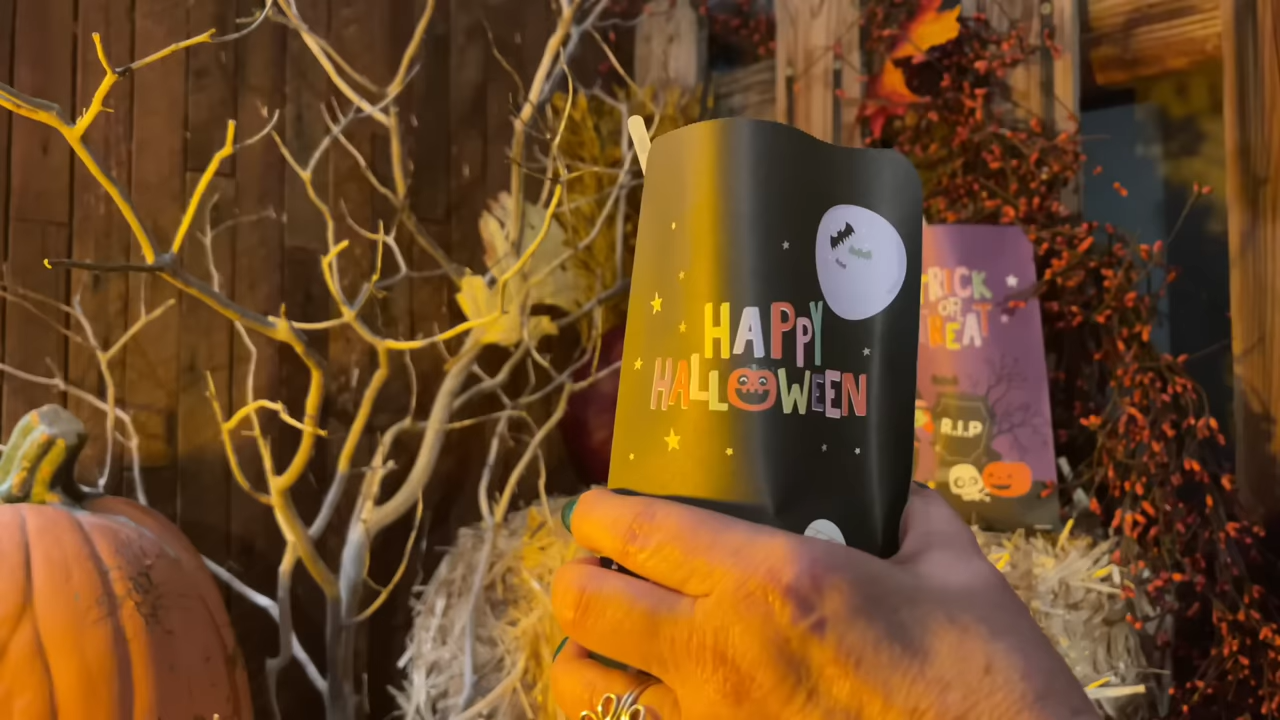 HAPPY
HALLOWEEN
TRICK
OR
TREAT
R.I.P